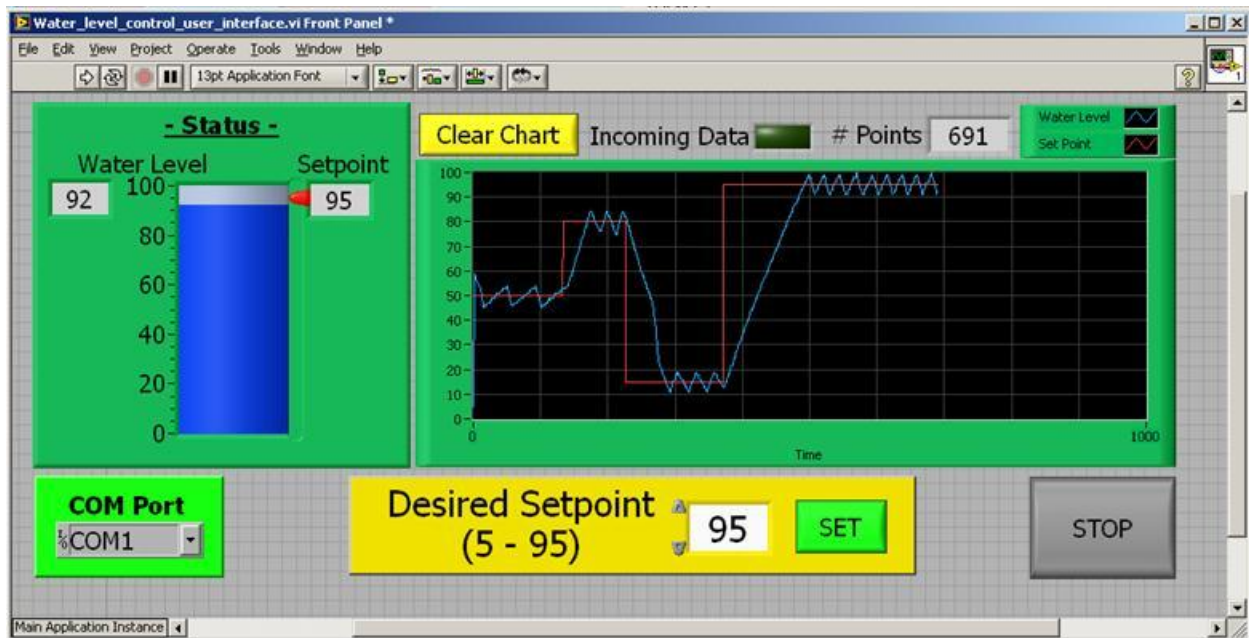 Water_level_control_user_interface.vi Front Panel *
File Edit View Project Operate Tools Window Help
13pt Application Font
1
- Status -
Water Level Setpoint
92
95
100
80
60
40
20
0
Clear Chart Incoming Data # Points 691
Water Level
Set Point
100
90
80
70
60
50
40
30
20
10
0
0 1000
Time
COM Port
COM1
Desired Setpoint
(5 - 95)
95
SET
STOP
Main Application Instance